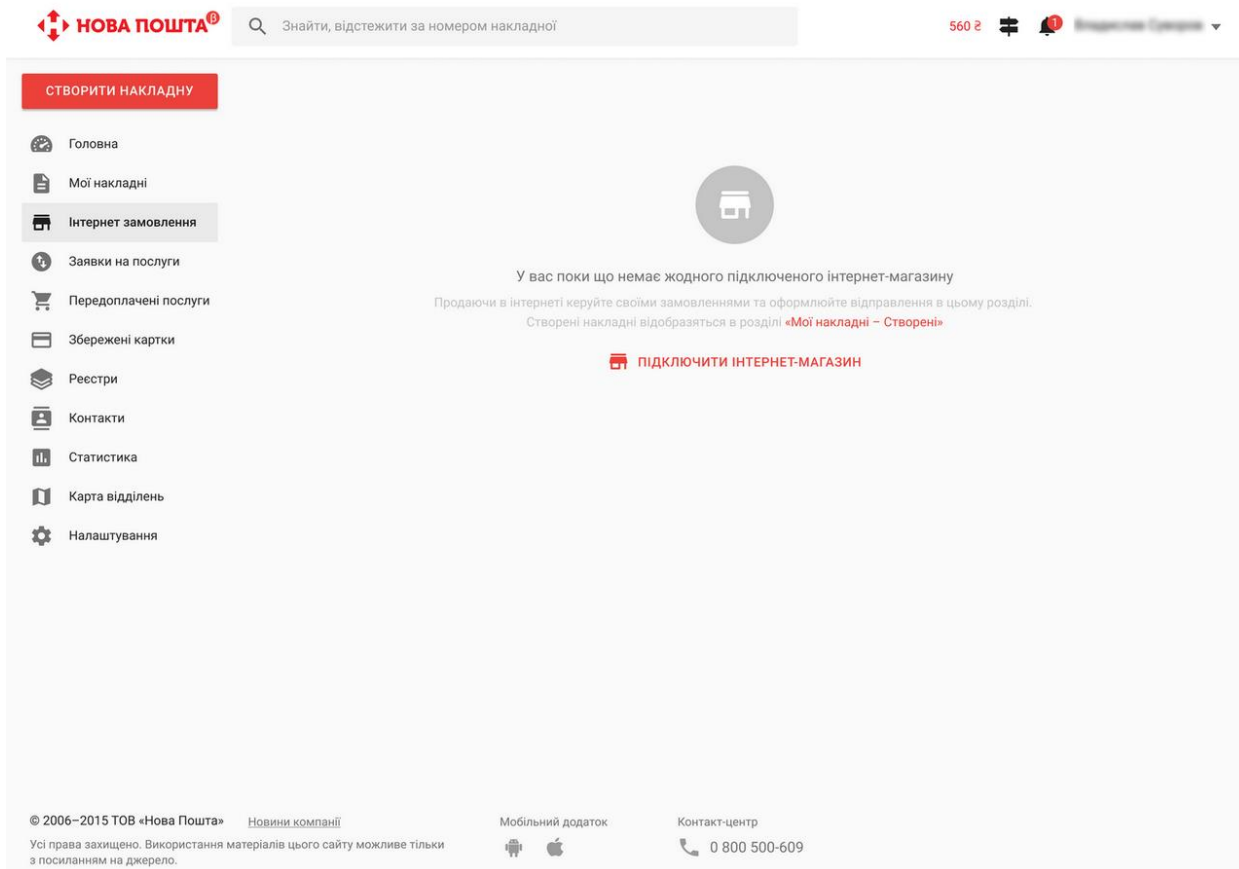 НОВА ПОШТА β
Знайти, відстежити за номером накладної
560 ₴
1
СТВОРИТИ НАКЛАДНУ
Головна
Мої накладні
Інтернет замовлення
Заявки на послуги
Передоплачені послуги
Збережені картки
Реєстри
Контакти
Статистика
Карта відділень
Налаштування
У вас поки що немає жодного підключеного інтернет-магазину
Продаючи в інтернеті керуйте своїми замовленнями та оформлюйте відправлення в цьому розділі.
Створені накладні відобразяться в розділі «Мої накладні – Створені»
ПІДКЛЮЧИТИ ІНТЕРНЕТ-МАГАЗИН
© 2006–2015 ТОВ «Нова Пошта»
Новини компанії
Усі права захищено. Використання матеріалів цього сайту можливе тільки
з посиланням на джерело.
Мобільний додаток
Контакт-центр
0 800 500-609